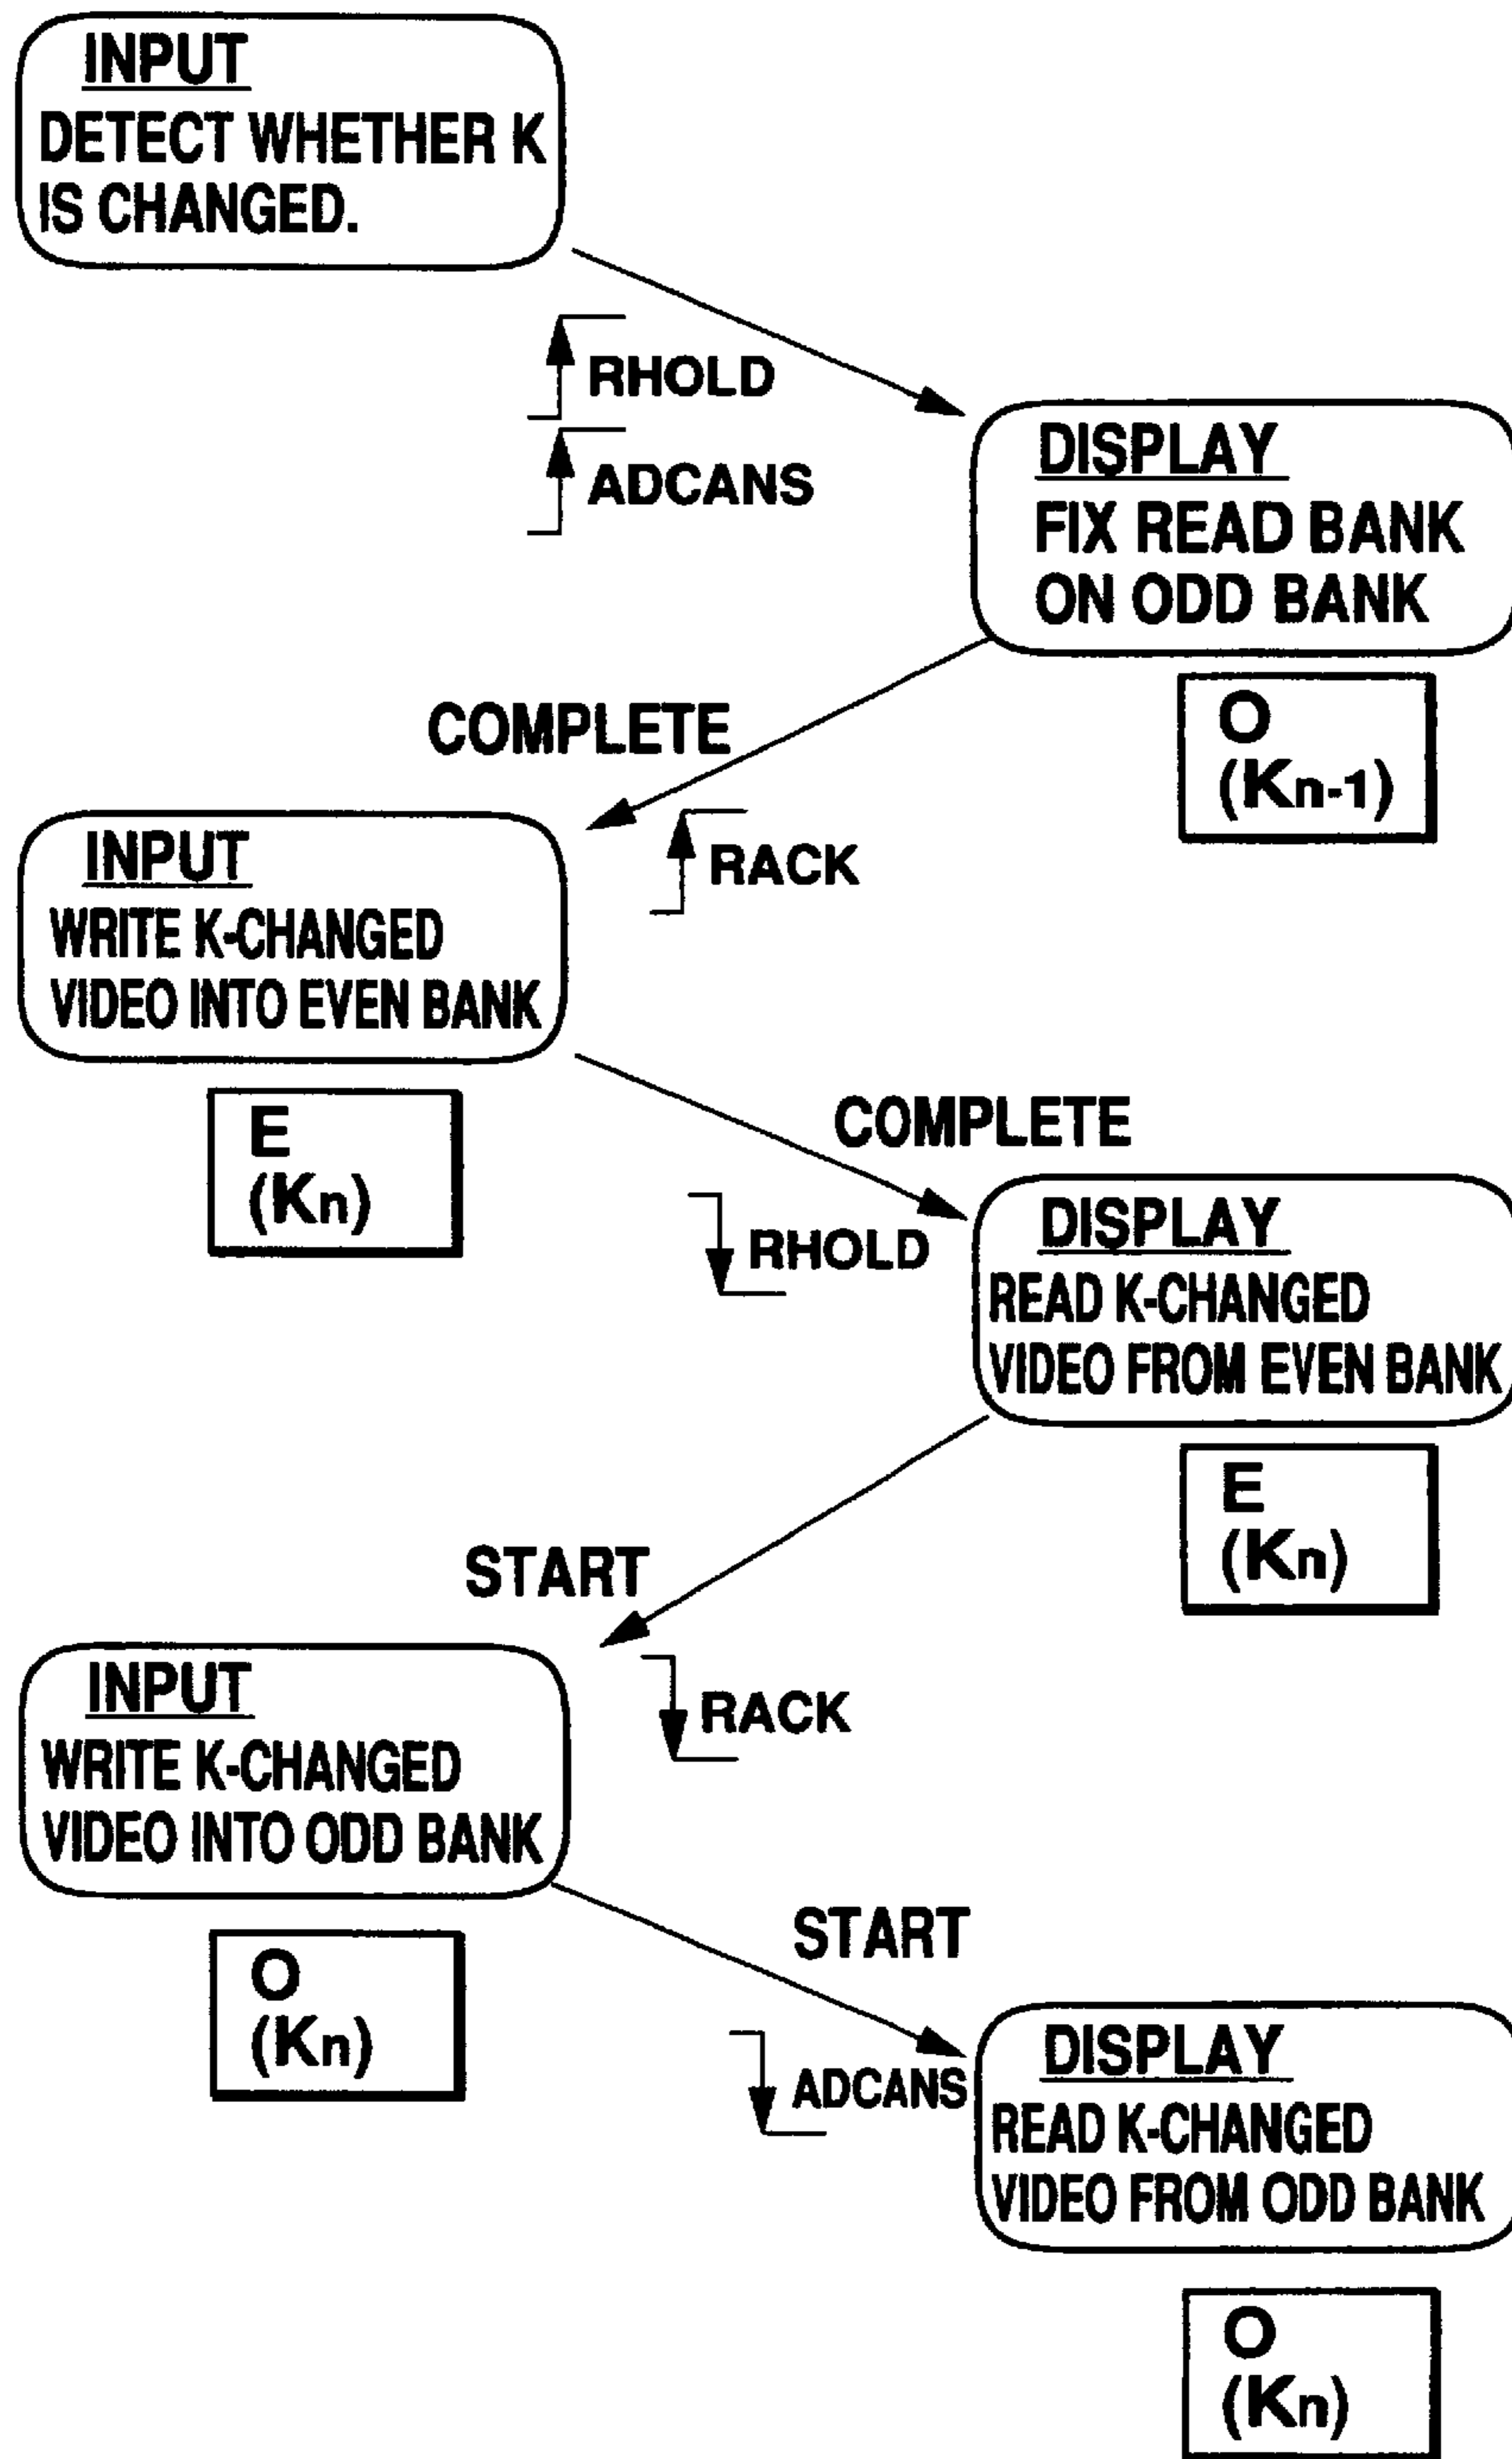 INPUT
DETECT WHETHER K
IS CHANGED.
RHOLD
ADCANS
DISPLAY
FIX READ BANK
ON ODD BANK
O
(Kn-1)
COMPLETE
RACK
INPUT
WRITE K-CHANGED
VIDEO INTO EVEN BANK
E
(Kn)
COMPLETE
RHOLD
DISPLAY
READ K-CHANGED
VIDEO FROM EVEN BANK
E
(Kn)
START
RACK
INPUT
WRITE K-CHANGED
VIDEO INTO ODD BANK
O
(Kn)
START
ADCANS
DISPLAY
READ K-CHANGED
VIDEO FROM ODD BANK
O
(Kn)